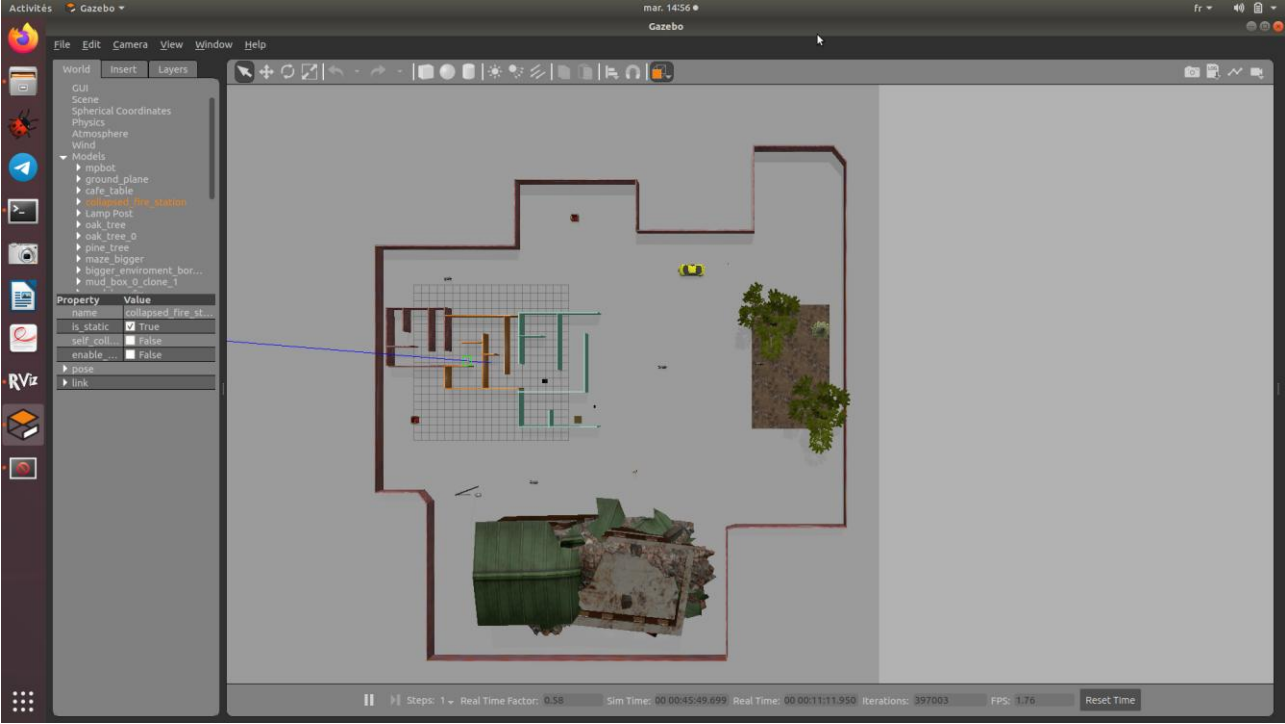 Activités Gazebo mar. 14:56 fr
Gazebo
File Edit Camera View Window Help
World Insert Layers
GUI
Scene
Spherical Coordinates
Physics
Atmosphere
Wind
Models
mpbot
ground_plane
cafe_table
collapsed_fire_station
Lamp Post
oak_tree
oak_tree_0
pine_tree
maze_bigger
bigger_enviroment_bor...
mud_box_0_clone_1
Property Value
name collapsed_fire_st...
is_static True
self_coll... False
enable_... False
pose
link
RViz
Steps: 1 Real Time Factor: 0.58 Sim Time: 00 00:45:49.699 Real Time: 00 00:11:11.950 Iterations: 397003 FPS: 1.76 Reset Time